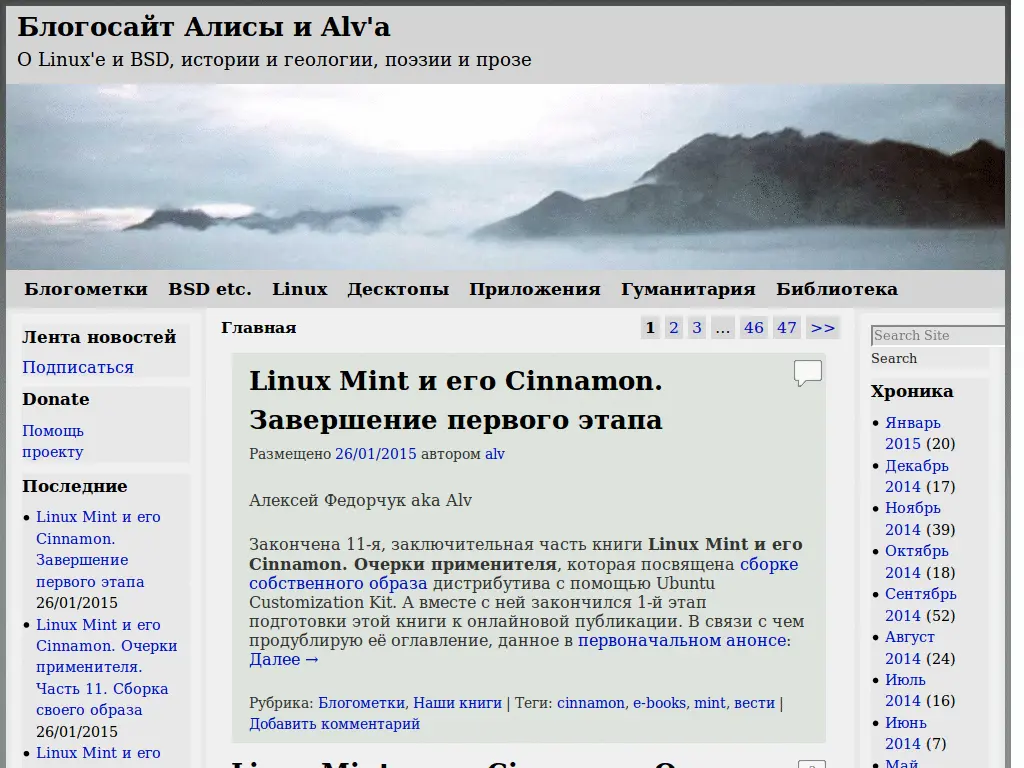 Блогосайт Алисы и Alv'а
О Linux'е и BSD, истории и геологии, поэзии и прозе
Блогометки BSD etc. Linux Десктопы Приложения Гуманитария Библиотека
Лента новостей
Подписаться
Donate
Помощь
проекту
Последние
Linux Mint и его
Cinnamon.
Завершение
первого этапа
26/01/2015
Linux Mint и его
Cinnamon. Очерки
применителя.
Часть 11. Сборка
своего образа
26/01/2015
Linux Mint и его
Главная
1 2 3 ... 46 47 >>
Linux Mint и его Cinnamon.
Завершение первого этапа
Размещено 26/01/2015 автором alv
Алексей Федорчук aka Alv
Закончена 11-я, заключительная часть книги Linux Mint и его
Cinnamon. Очерки применителя, которая посвящена сборке
собственного образа дистрибутива с помощью Ubuntu
Customization Kit. А вместе с ней закончился 1-й этап
подготовки этой книги к онлайновой публикации. В связи с чем
продублирую её оглавление, данное в первоначальном анонсе:
Далее →
Рубрика: Блогометки, Наши книги | Теги: cinnamon, e-books, mint, вести |
Добавить комментарий
Search Site
Search
Хроника
Январь
2015 (20)
Декабрь
2014 (17)
Ноябрь
2014 (39)
Октябрь
2014 (18)
Сентябрь
2014 (52)
Август
2014 (24)
Июль
2014 (16)
Июнь
2014 (7)
Май